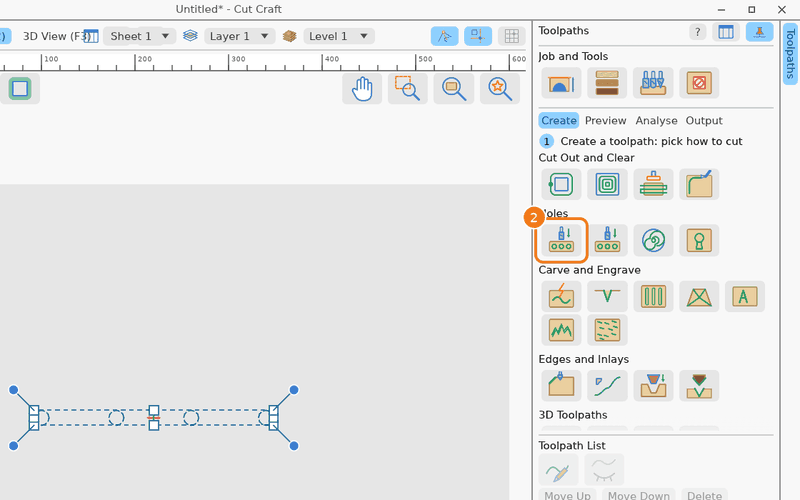 Untitled* - Cut Craft
Toolpaths
?
3D View (F3)
Sheet 1
Layer 1
Level 1
100
200
300
400
500
600
Toolpaths
Job and Tools
Create
Preview
Analyse
Output
1 Create a toolpath: pick how to cut
Cut Out and Clear
2
Holes
Carve and Engrave
A
Edges and Inlays
3D Toolpaths
Toolpath List
Move Up
Move Down
Delete